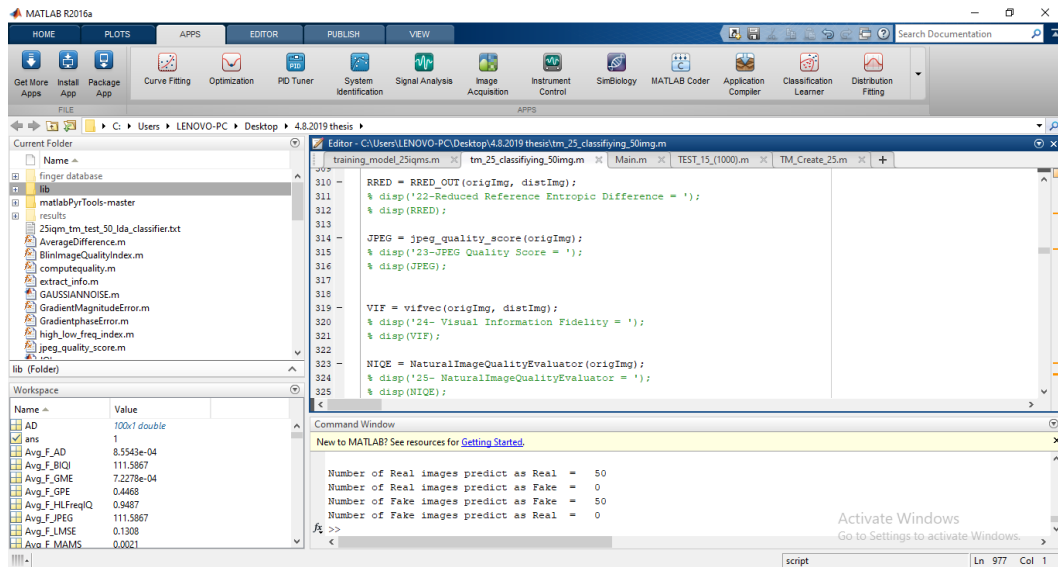 MATLAB R2016a
HOME PLOTS APPS EDITOR PUBLISH VIEW
Search Documentation
Get More Apps
Install App
Package App
Curve Fitting
Optimization
PID Tuner
System Identification
Signal Analysis
Image Acquisition
Instrument Control
SimBiology
MATLAB Coder
Application Compiler
Classification Learner
Distribution Fitting
FILE
APPS
C: Users LENOVO-PC Desktop 4.8.2019 thesis
Current Folder
Name
finger database
lib
matlabPyrTools-master
results
25iqm_tm_test_50_lda_classifier.txt
AverageDifference.m
BlinImageQualityIndex.m
computequality.m
extract_info.m
GAUSSIANNOISE.m
GradientMagnitudeError.m
GradientphaseError.m
high_low_freq_index.m
jpeg_quality_score.m
lib (Folder)
Workspace
Name Value
AD 100x1 double
ans 1
Avg_F_AD 8.5543e-04
Avg_F_BIQI 111.5867
Avg_F_GME 7.2278e-04
Avg_F_GPE 0.4468
Avg_F_HLFreqIQ 0.9487
Avg_F_JPEG 111.5867
Avg_F_LMSE 0.1308
Avg_F_MAMS 0.0021
Editor - C:\Users\LENOVO-PC\Desktop\4.8.2019 thesis\tm_25_classifiying_50img.m
training_model_25iqms.m tm_25_classifiying_50img.m Main.m TEST_15_(1000).m TM_Create_25.m +
309
310 – RRED = RRED_OUT(origImg, distImg);
311 % disp('22-Reduced Reference Entropic Difference = ');
312 % disp(RRED);
313
314 – JPEG = jpeg_quality_score(origImg);
315 % disp('23-JPEG Quality Score = ');
316 % disp(JPEG);
317
318
319 – VIF = vifvec(origImg, distImg);
320 % disp('24- Visual Information Fidelity = ');
321 % disp(VIF);
322
323 – NIQE = NaturalImageQualityEvaluator(origImg);
324 % disp('25- NaturalImageQualityEvaluator = ');
325 % disp(NIQE);
Command Window
New to MATLAB? See resources for Getting Started.
Number of Real images predict as Real = 50
Number of Real images predict as Fake = 0
Number of Fake images predict as Fake = 50
Number of Fake images predict as Real = 0
fx >>
Activate Windows
Go to Settings to activate Windows.
script Ln 977 Col 1